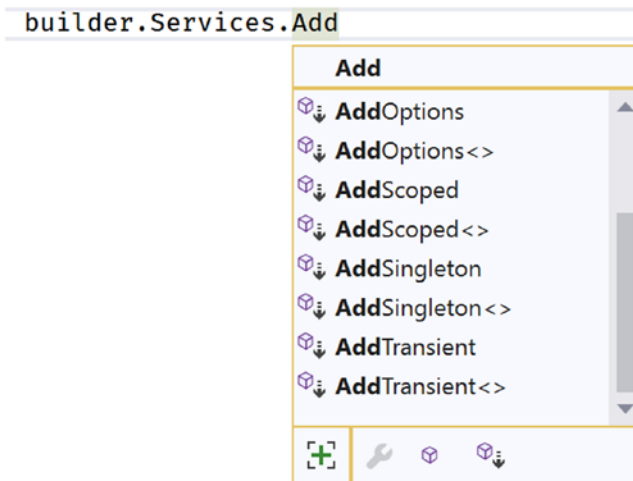 builder.Services.Add
Add
AddOptions
AddOptions<>
AddScoped
AddScoped<>
AddSingleton
AddSingleton<>
AddTransient
AddTransient<>